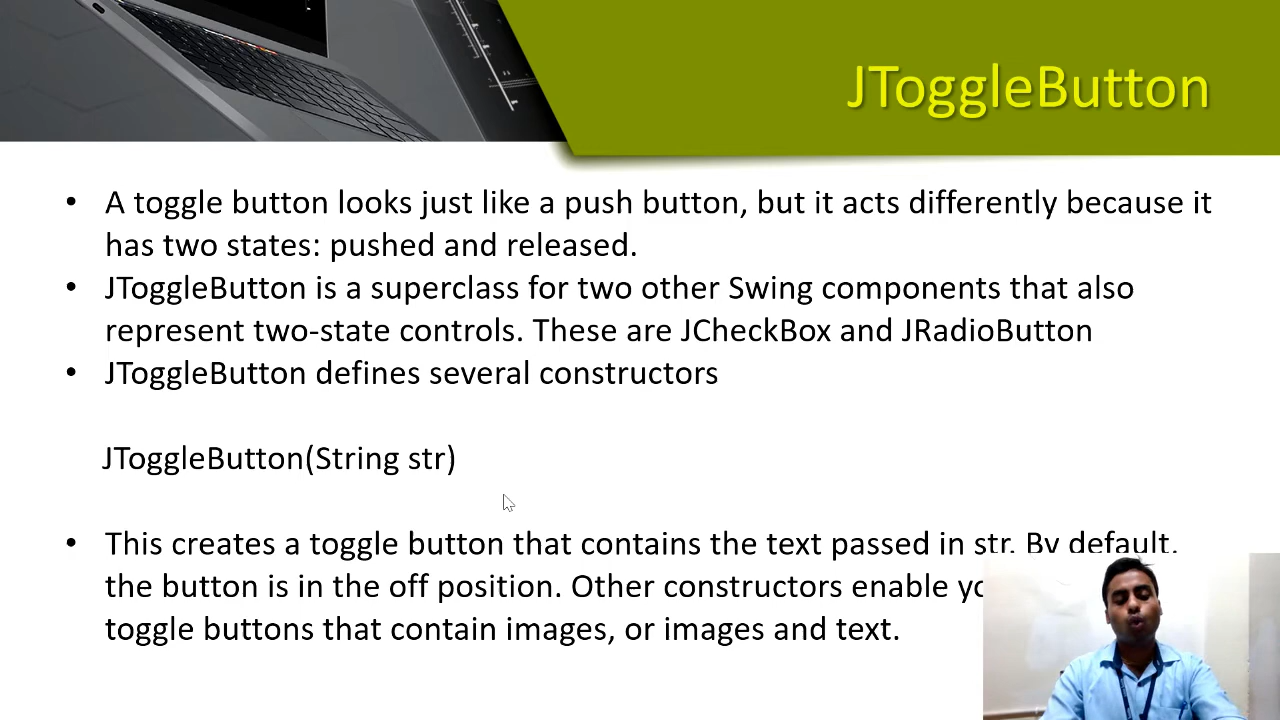 JToggleButton
• A toggle button looks just like a push button, but it acts differently because it
has two states: pushed and released.
• JToggleButton is a superclass for two other Swing components that also
represent two-state controls. These are JCheckBox and JRadioButton
• JToggleButton defines several constructors
JToggleButton(String str)
• This creates a toggle button that contains the text passed in str. By default,
the button is in the off position. Other constructors enable
toggle buttons that contain images, or images and text.